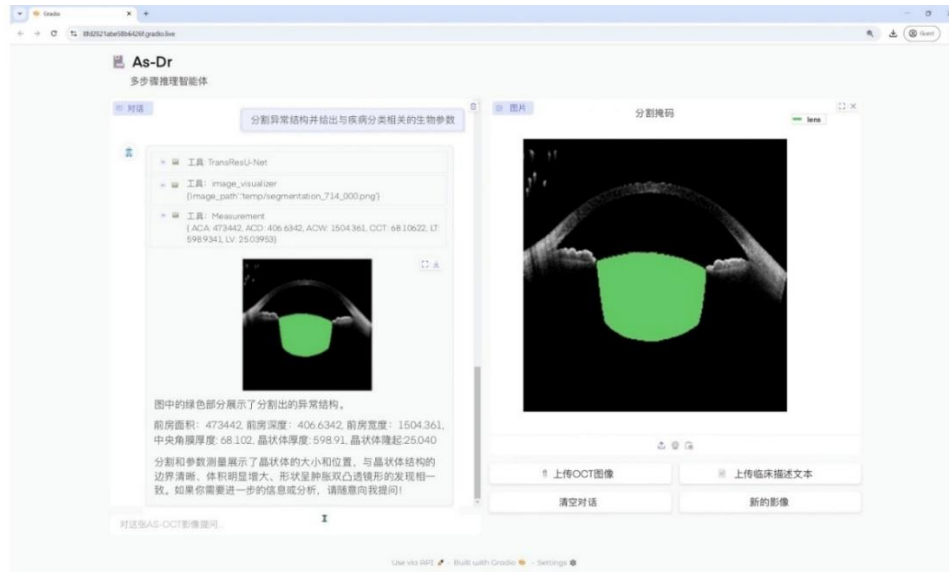 Gradio
8fd2521abe58b6426f.gradio.live
Guest
As-Dr
多步骤推理智能体
对话
分割异常结构并给出与疾病分类相关的生物参数
工具: TransResU-Net
工具: image_visualizer
{'image_path':'temp/segmentation_714_000.png'}
工具: Measurement
{ ACA: 473442, ACD: 406.6342, ACW: 1504.361, CCT: 68.10622, LT:
598.9341, LV: 25.03953}
图中的绿色部分展示了分割出的异常结构。
前房面积: 473442, 前房深度: 406.6342, 前房宽度: 1504.361,
中央角膜厚度: 68.102, 晶状体厚度: 598.91, 晶状体隆起:25.040
分割和参数测量展示了晶状体的大小和位置、与晶状体结构的
边界清晰、体积明显增大、形状呈肿胀双凸透镜形的发现相一
致。如果你需要进一步的信息或分析, 请随意向我提问!
对这张AS-OCT影像提问...
图片
分割掩码
lens
上传OCT图像
上传临床描述文本
清空对话
新的影像
Use via API · Built with Gradio · Settings